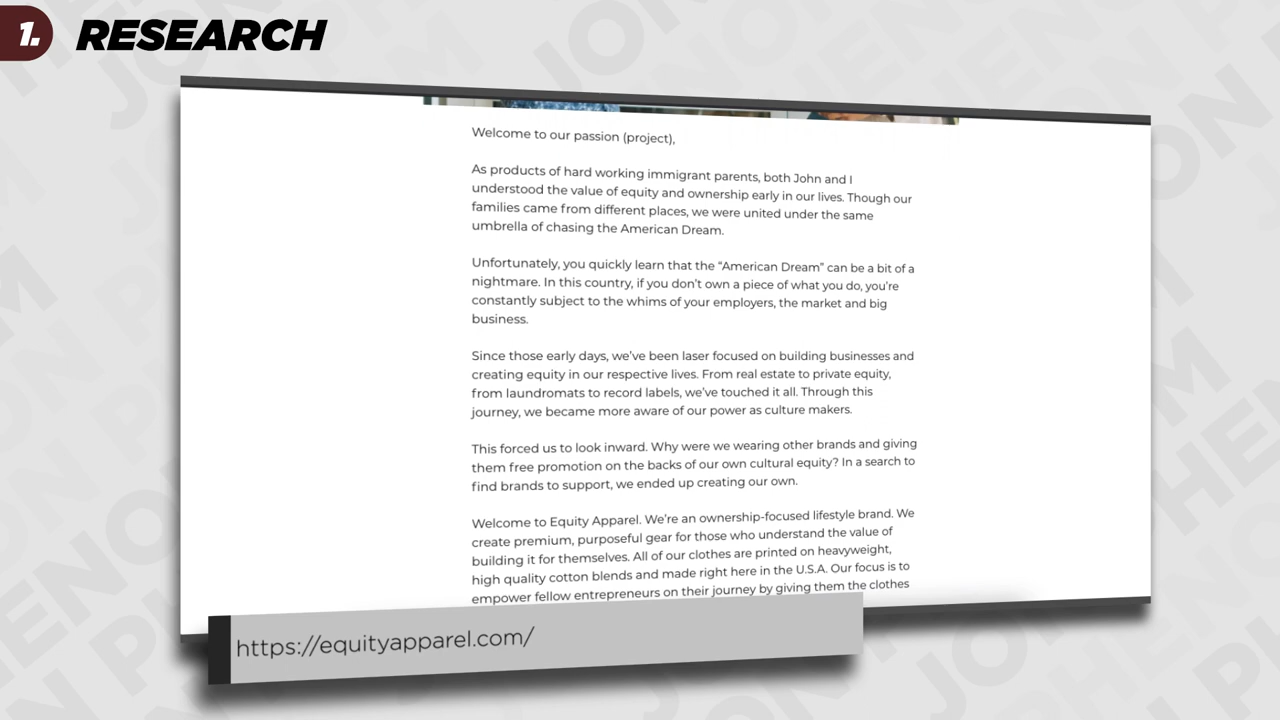 1. RESEARCH
Welcome to our passion (project),
As products of hard working immigrant parents, both John and I
understood the value of equity and ownership early in our lives. Though our
families came from different places, we were united under the same
umbrella of chasing the American Dream.
Unfortunately, you quickly learn that the “American Dream” can be a bit of a
nightmare. In this country, if you don’t own a piece of what you do, you’re
constantly subject to the whims of your employers, the market and big
business.
Since those early days, we’ve been laser focused on building businesses and
creating equity in our respective lives. From real estate to private equity,
from laundromats to record labels, we’ve touched it all. Through this
journey, we became more aware of our power as culture makers.
This forced us to look inward. Why were we wearing other brands and giving
them free promotion on the backs of our own cultural equity? In a search to
find brands to support, we ended up creating our own.
Welcome to Equity Apparel. We’re an ownership-focused lifestyle brand. We
create premium, purposeful gear for those who understand the value of
building it for themselves. All of our clothes are printed on heavyweight,
high quality cotton blends and made right here in the U.S.A. Our focus is to
empower fellow entrepreneurs on their journey by giving them the clothes
https://equityapparel.com/